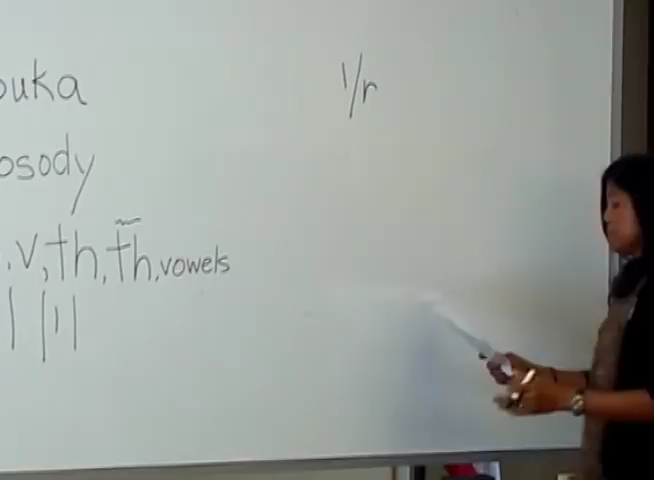 ouka
l/r
osody
v, th, th, vowels